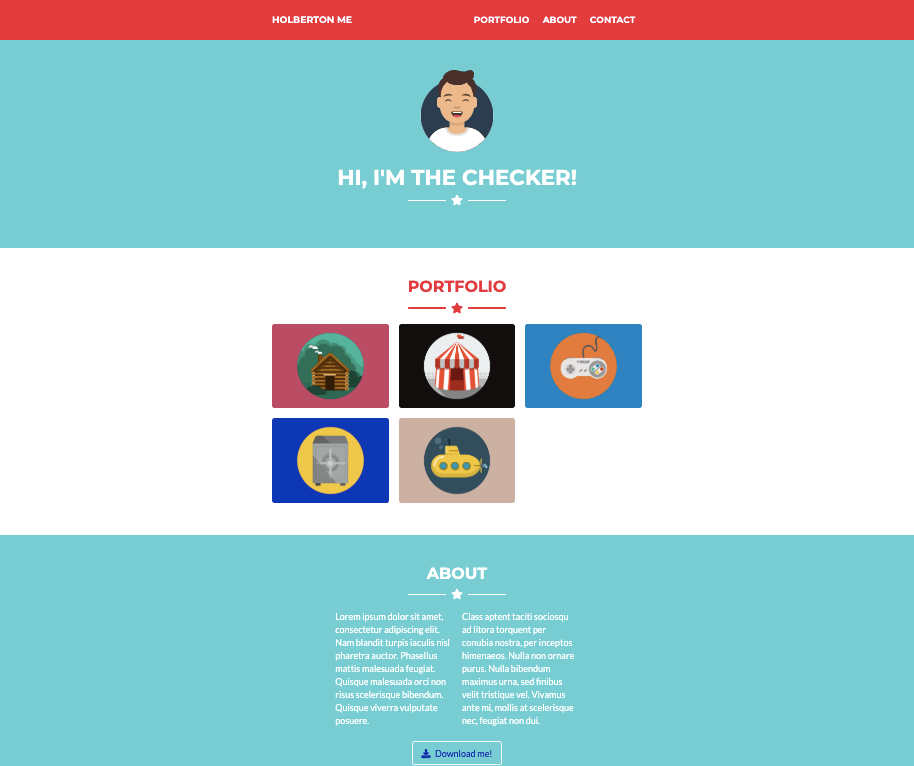 HOLBERTON ME
PORTFOLIO ABOUT CONTACT
HI, I'M THE CHECKER!
PORTFOLIO
ABOUT
Lorem ipsum dolor sit amet,
consectetur adipiscing elit.
Nam blandit turpis iaculis nisl
pharetra auctor. Phasellus
mattis malesuada feugiat.
Quisque malesuada orci non
risus scelerisque bibendum.
Quisque viverra vulputate
posuere.
Class aptent taciti sociosqu
ad litora torquent per
conubia nostra, per inceptos
himenaeos. Nulla non ornare
purus. Nulla bibendum
maximus urna, sed finibus
velit tristique vel. Vivamus
ante mi, mollis at scelerisque
nec, feugiat non dui.
Download me!